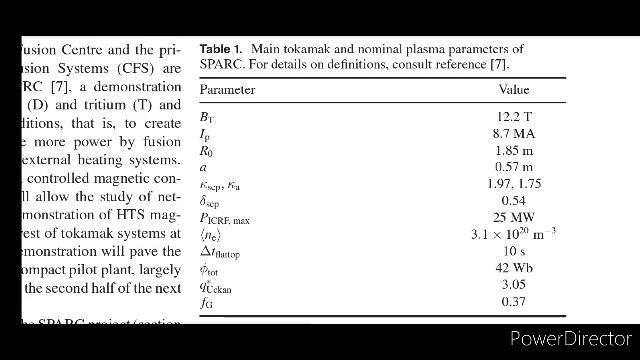 Fusion Centre and the pri-
usion Systems (CFS) are
RC [7], a demonstration
(D) and tritium (T) and
ditions, that is, to create
e more power by fusion
external heating systems.
controlled magnetic con-
ll allow the study of net-
monstration of HTS mag-
rest of tokamak systems at
emonstration will pave the
ompact pilot plant, largely
the second half of the next
he SPARC project (section
Table 1. Main tokamak and nominal plasma parameters of
SPARC. For details on definitions, consult reference [7].
Parameter Value
B_T 12.2 T
I_p 8.7 MA
R_0 1.85 m
a 0.57 m
κ_sep, κ_a 1.97, 1.75
δ_sep 0.54
P_ICRF, max 25 MW
⟨n_e⟩ 3.1 × 10^20 m^−3
Δt_flattop 10 s
ϕ_tot 42 Wb
q*_Uckan 3.05
f_G 0.37
PowerDirector